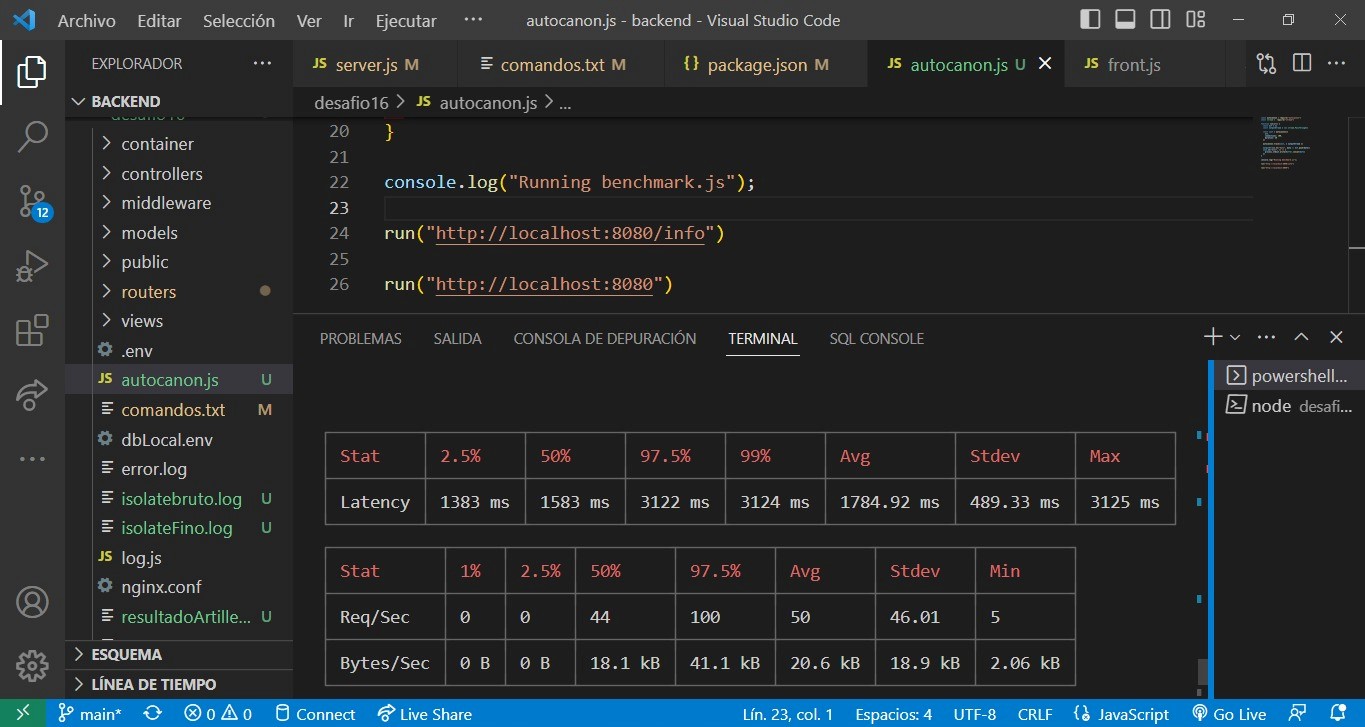 Archivo Editar Selección Ver Ir Ejecutar ··· autocanon.js - backend - Visual Studio Code
EXPLORADOR ···
JS server.js M
comandos.txt M
{} package.json M
JS autocanon.js U
JS front.js
BACKEND
desafio16 > JS autocanon.js > ...
container
controllers
middleware
models
public
routers
views
.env
JS autocanon.js U
comandos.txt M
dbLocal.env
error.log
isolatebruto.log U
isolateFino.log U
JS log.js
nginx.conf
resultadoArtille... U
ESQUEMA
LÍNEA DE TIEMPO
12
20 }
21
22 console.log("Running benchmark.js");
23
24 run("http://localhost:8080/info")
25
26 run("http://localhost:8080")
PROBLEMAS SALIDA CONSOLA DE DEPURACIÓN TERMINAL SQL CONSOLE
powershell...
node desafi...
Stat 2.5% 50% 97.5% 99% Avg Stdev Max
Latency 1383 ms 1583 ms 3122 ms 3124 ms 1784.92 ms 489.33 ms 3125 ms
Stat 1% 2.5% 50% 97.5% Avg Stdev Min
Req/Sec 0 0 44 100 50 46.01 5
Bytes/Sec 0 B 0 B 18.1 kB 41.1 kB 20.6 kB 18.9 kB 2.06 kB
main* 0 0 Connect Live Share Lín. 23, col. 1 Espacios: 4 UTF-8 CRLF {} JavaScript Go Live